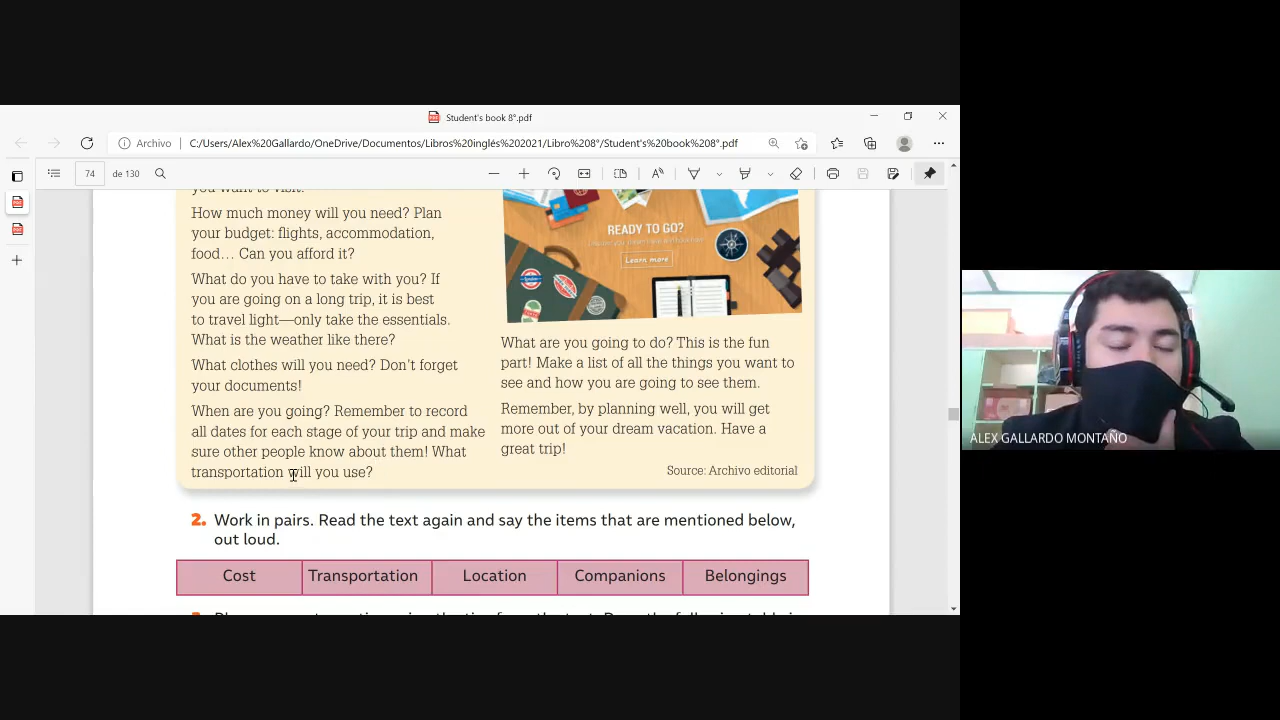 Student's book 8°.pdf
Archivo
C:/Users/Alex%20Gallardo/OneDrive/Documentos/Libros%20inglés%202021/Libro%208°/Student's%20book%208°.pdf
74
de 130
you want to visit.
How much money will you need? Plan
your budget: flights, accommodation,
food… Can you afford it?
What do you have to take with you? If
you are going on a long trip, it is best
to travel light—only take the essentials.
What is the weather like there?
What clothes will you need? Don't forget
your documents!
When are you going? Remember to record
all dates for each stage of your trip and make
sure other people know about them! What
transportation will you use?
READY TO GO?
Learn more
What are you going to do? This is the fun
part! Make a list of all the things you want to
see and how you are going to see them.
Remember, by planning well, you will get
more out of your dream vacation. Have a
great trip!
Source: Archivo editorial
2. Work in pairs. Read the text again and say the items that are mentioned below,
out loud.
Cost Transportation Location Companions Belongings
ALEX GALLARDO MONTAÑO